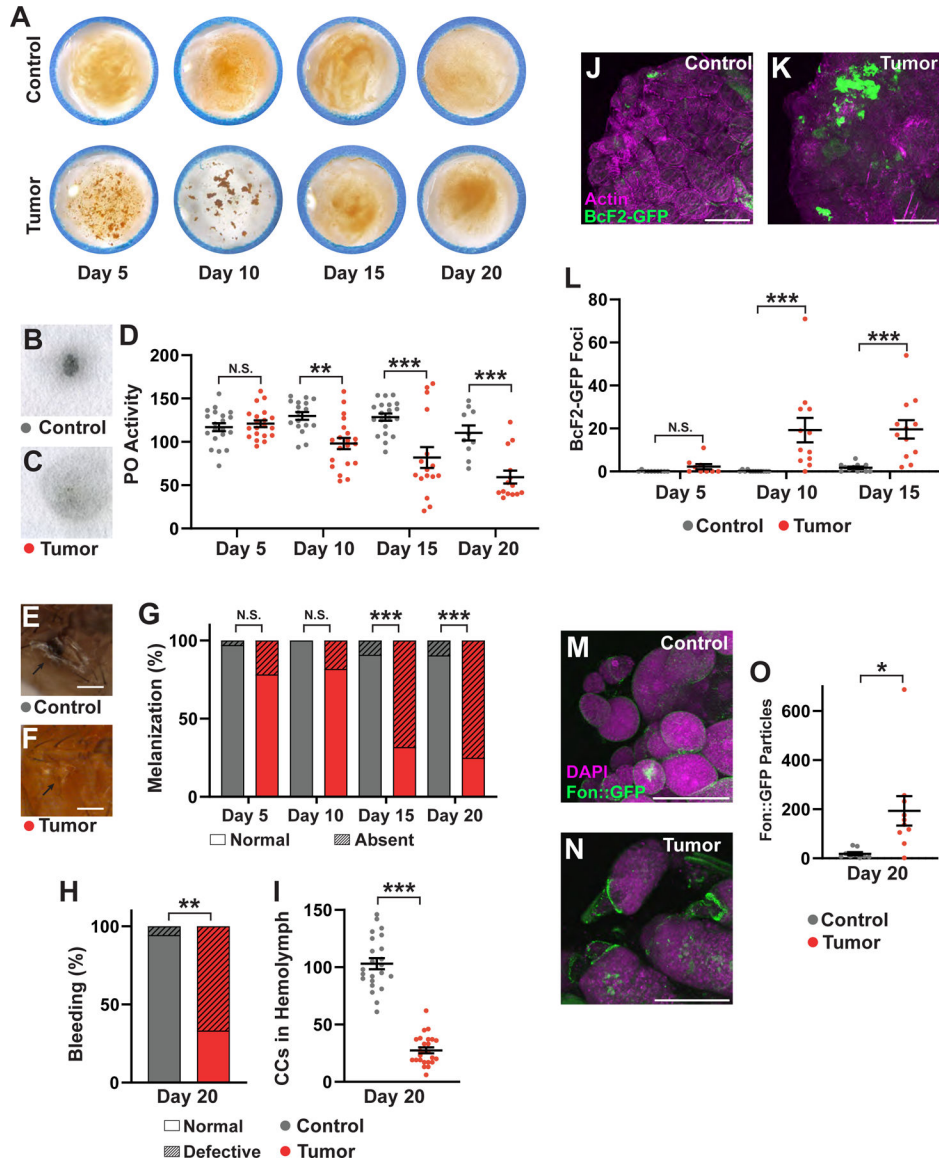 A
Control
Tumor
Day 5 Day 10 Day 15 Day 20
B
Control
C
Tumor
D
PO Activity
200
150
100
50
0
N.S. ** *** ***
Day 5 Day 10 Day 15 Day 20
E
Control
F
Tumor
G
Melanization (%)
100
50
0
N.S. N.S. *** ***
Day 5 Day 10 Day 15 Day 20
Normal Absent
H
Bleeding (%)
100
50
0
**
Day 20
Normal
Defective
I
CCs in Hemolymph
150
100
50
0
***
Day 20
Control
Tumor
J Control
Actin
BcF2-GFP
K Tumor
L
BcF2-GFP Foci
80
60
40
20
0
N.S. *** ***
Day 5 Day 10 Day 15
Control Tumor
M Control
DAPI
Fon::GFP
N Tumor
O
Fon::GFP Particles
600
400
200
0
*
Day 20
Control
Tumor